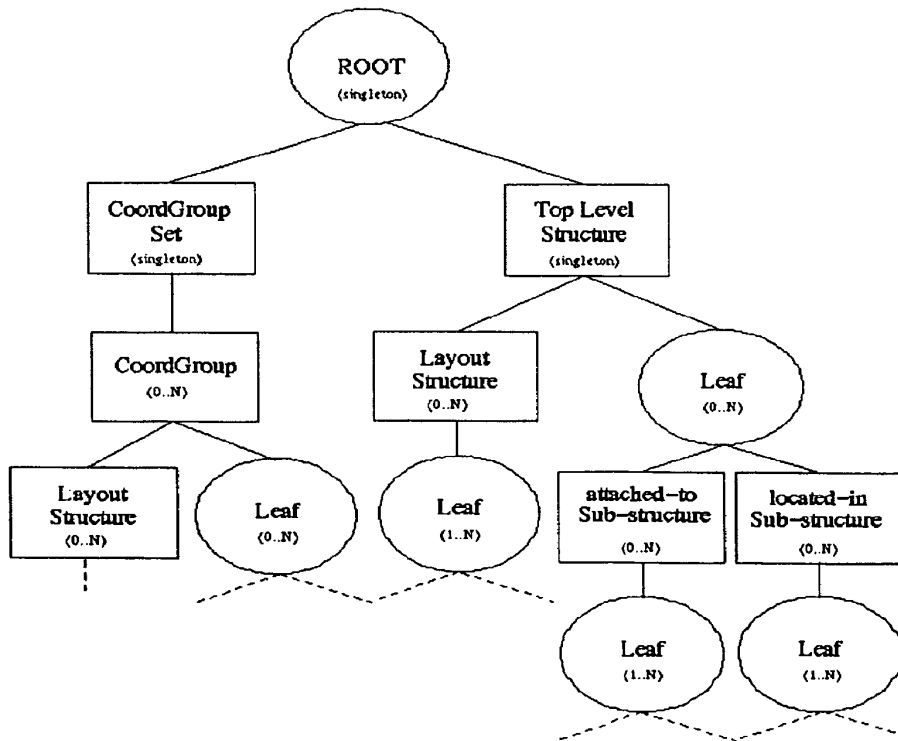 ROOT
(singleton)
CoordGroup
Set
(singleton)
Top Level
Structure
(singleton)
CoordGroup
(0..N)
Layout
Structure
(0..N)
Leaf
(0..N)
Layout
Structure
(0..N)
Leaf
(0..N)
Leaf
(1..N)
attached-to
Sub-structure
(0..N)
located-in
Sub-structure
(0..N)
Leaf
(1..N)
Leaf
(1..N)